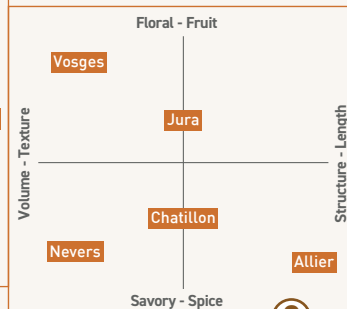 Floral - Fruit
Vosges
Jura
Volume - Texture
Structure - Length
Chatillon
Nevers
Allier
Savory - Spice